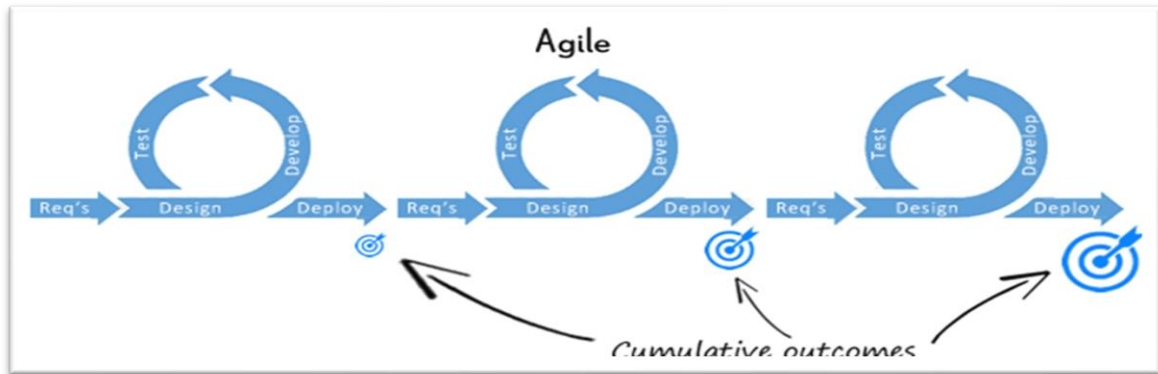 Agile
Test
Develop
Req's
Design
Deploy
Test
Develop
Req's
Design
Deploy
Test
Develop
Req's
Design
Deploy
Cumulative outcomes